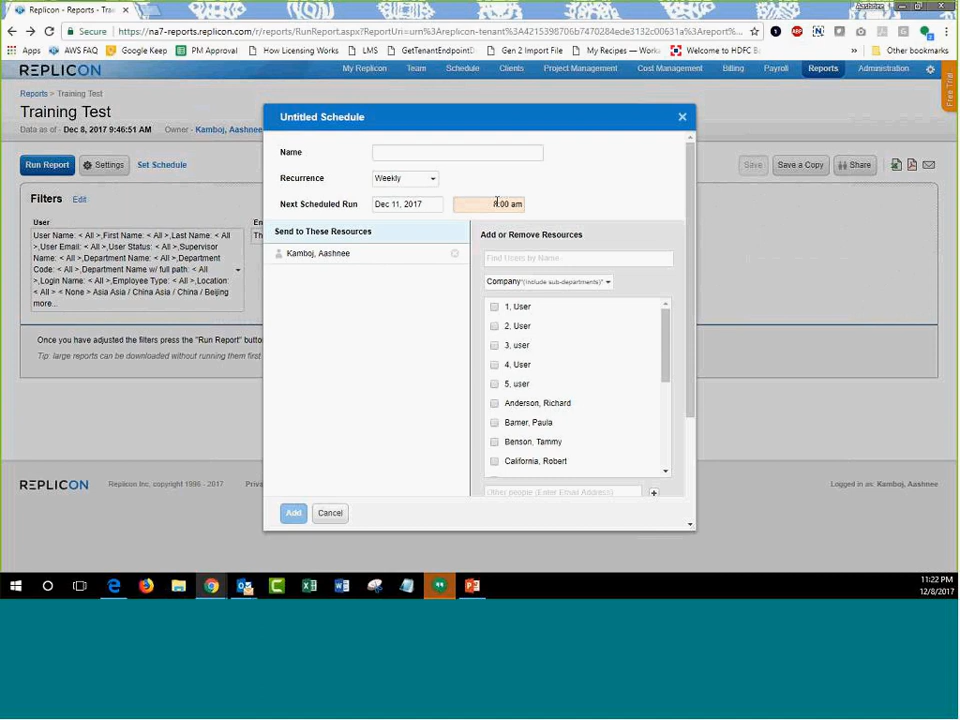 Replicon - Reports - Tra
Aashnee
Secure
https://na7-reports.replicon.com/r/reports/RunReport.aspx?ReportUri=urn%3Areplicon-tenant%3A4215398706b7470284ede3132c00631a%3Areport%
Apps
AWS FAQ
Google Keep
PM Approval
How Licensing Works
LMS
GetTenantEndpointD
Gen 2 Import File
My Recipes — Work
Welcome to HDFC B
»
Other bookmarks
REPLICON
My Replicon
Team
Schedule
Clients
Project Management
Cost Management
Billing
Payroll
Reports
Administration
Free Trial
Reports > Training Test
Training Test
Data as of - Dec 8, 2017 9:46:51 AM
Owner - Kamboj, Aashnee
Run Report
Settings
Set Schedule
Save
Save a Copy
Share
Filters
Edit
User
En
User Name: < All > ,First Name: < All > ,Last Name: < All
Th
> ,User Email: < All > ,User Status: < All > ,Supervisor
Name: < All > ,Department Name: < All > ,Department
Code: < All > ,Department Name w/ full path: < All
> ,Login Name: < All > ,Employee Type: < All > ,Location:
< All > < None > Asia Asia / China Asia / China / Beijing
more...
Once you have adjusted the filters press the "Run Report" butto
Tip: large reports can be downloaded without running them first
Untitled Schedule
Name
Recurrence
Weekly
Next Scheduled Run
Dec 11, 2017
:00 am
Send to These Resources
Kamboj, Aashnee
Add or Remove Resources
Find Users by Name
Company*(Include sub-departments)*
1, User
2, User
3, user
4, User
5, user
Anderson, Richard
Barner, Paula
Benson, Tammy
California, Robert
Other people (Enter Email Address)
Add
Cancel
REPLICON
Replicon Inc. copyright 1996 - 2017
Priva
Logged in as: Kamboj, Aashnee
11:22 PM
12/8/2017